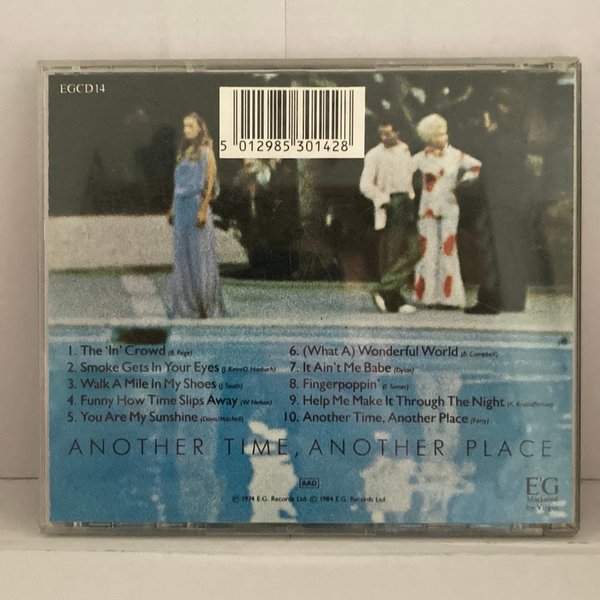 EGCD14
5 012985 301428
1. The 'In' Crowd (B. Page)
2. Smoke Gets In Your Eyes (J. Kern/O. Harbach)
3. Walk A Mile In My Shoes (J. South)
4. Funny How Time Slips Away (W. Nelson)
5. You Are My Sunshine (Davis/Mitchell)
6. (What A) Wonderful World (B. Campbell)
7. It Ain't Me Babe (Dylan)
8. Fingerpoppin' (I. Turner)
9. Help Me Make It Through The Night (K. Kristofferson)
10. Another Time, Another Place (Ferry)
ANOTHER TIME, ANOTHER PLACE
AAD
℗ 1974 E.G. Records Ltd. © 1984 E.G. Records Ltd.
EG
Marketed
by Virgin